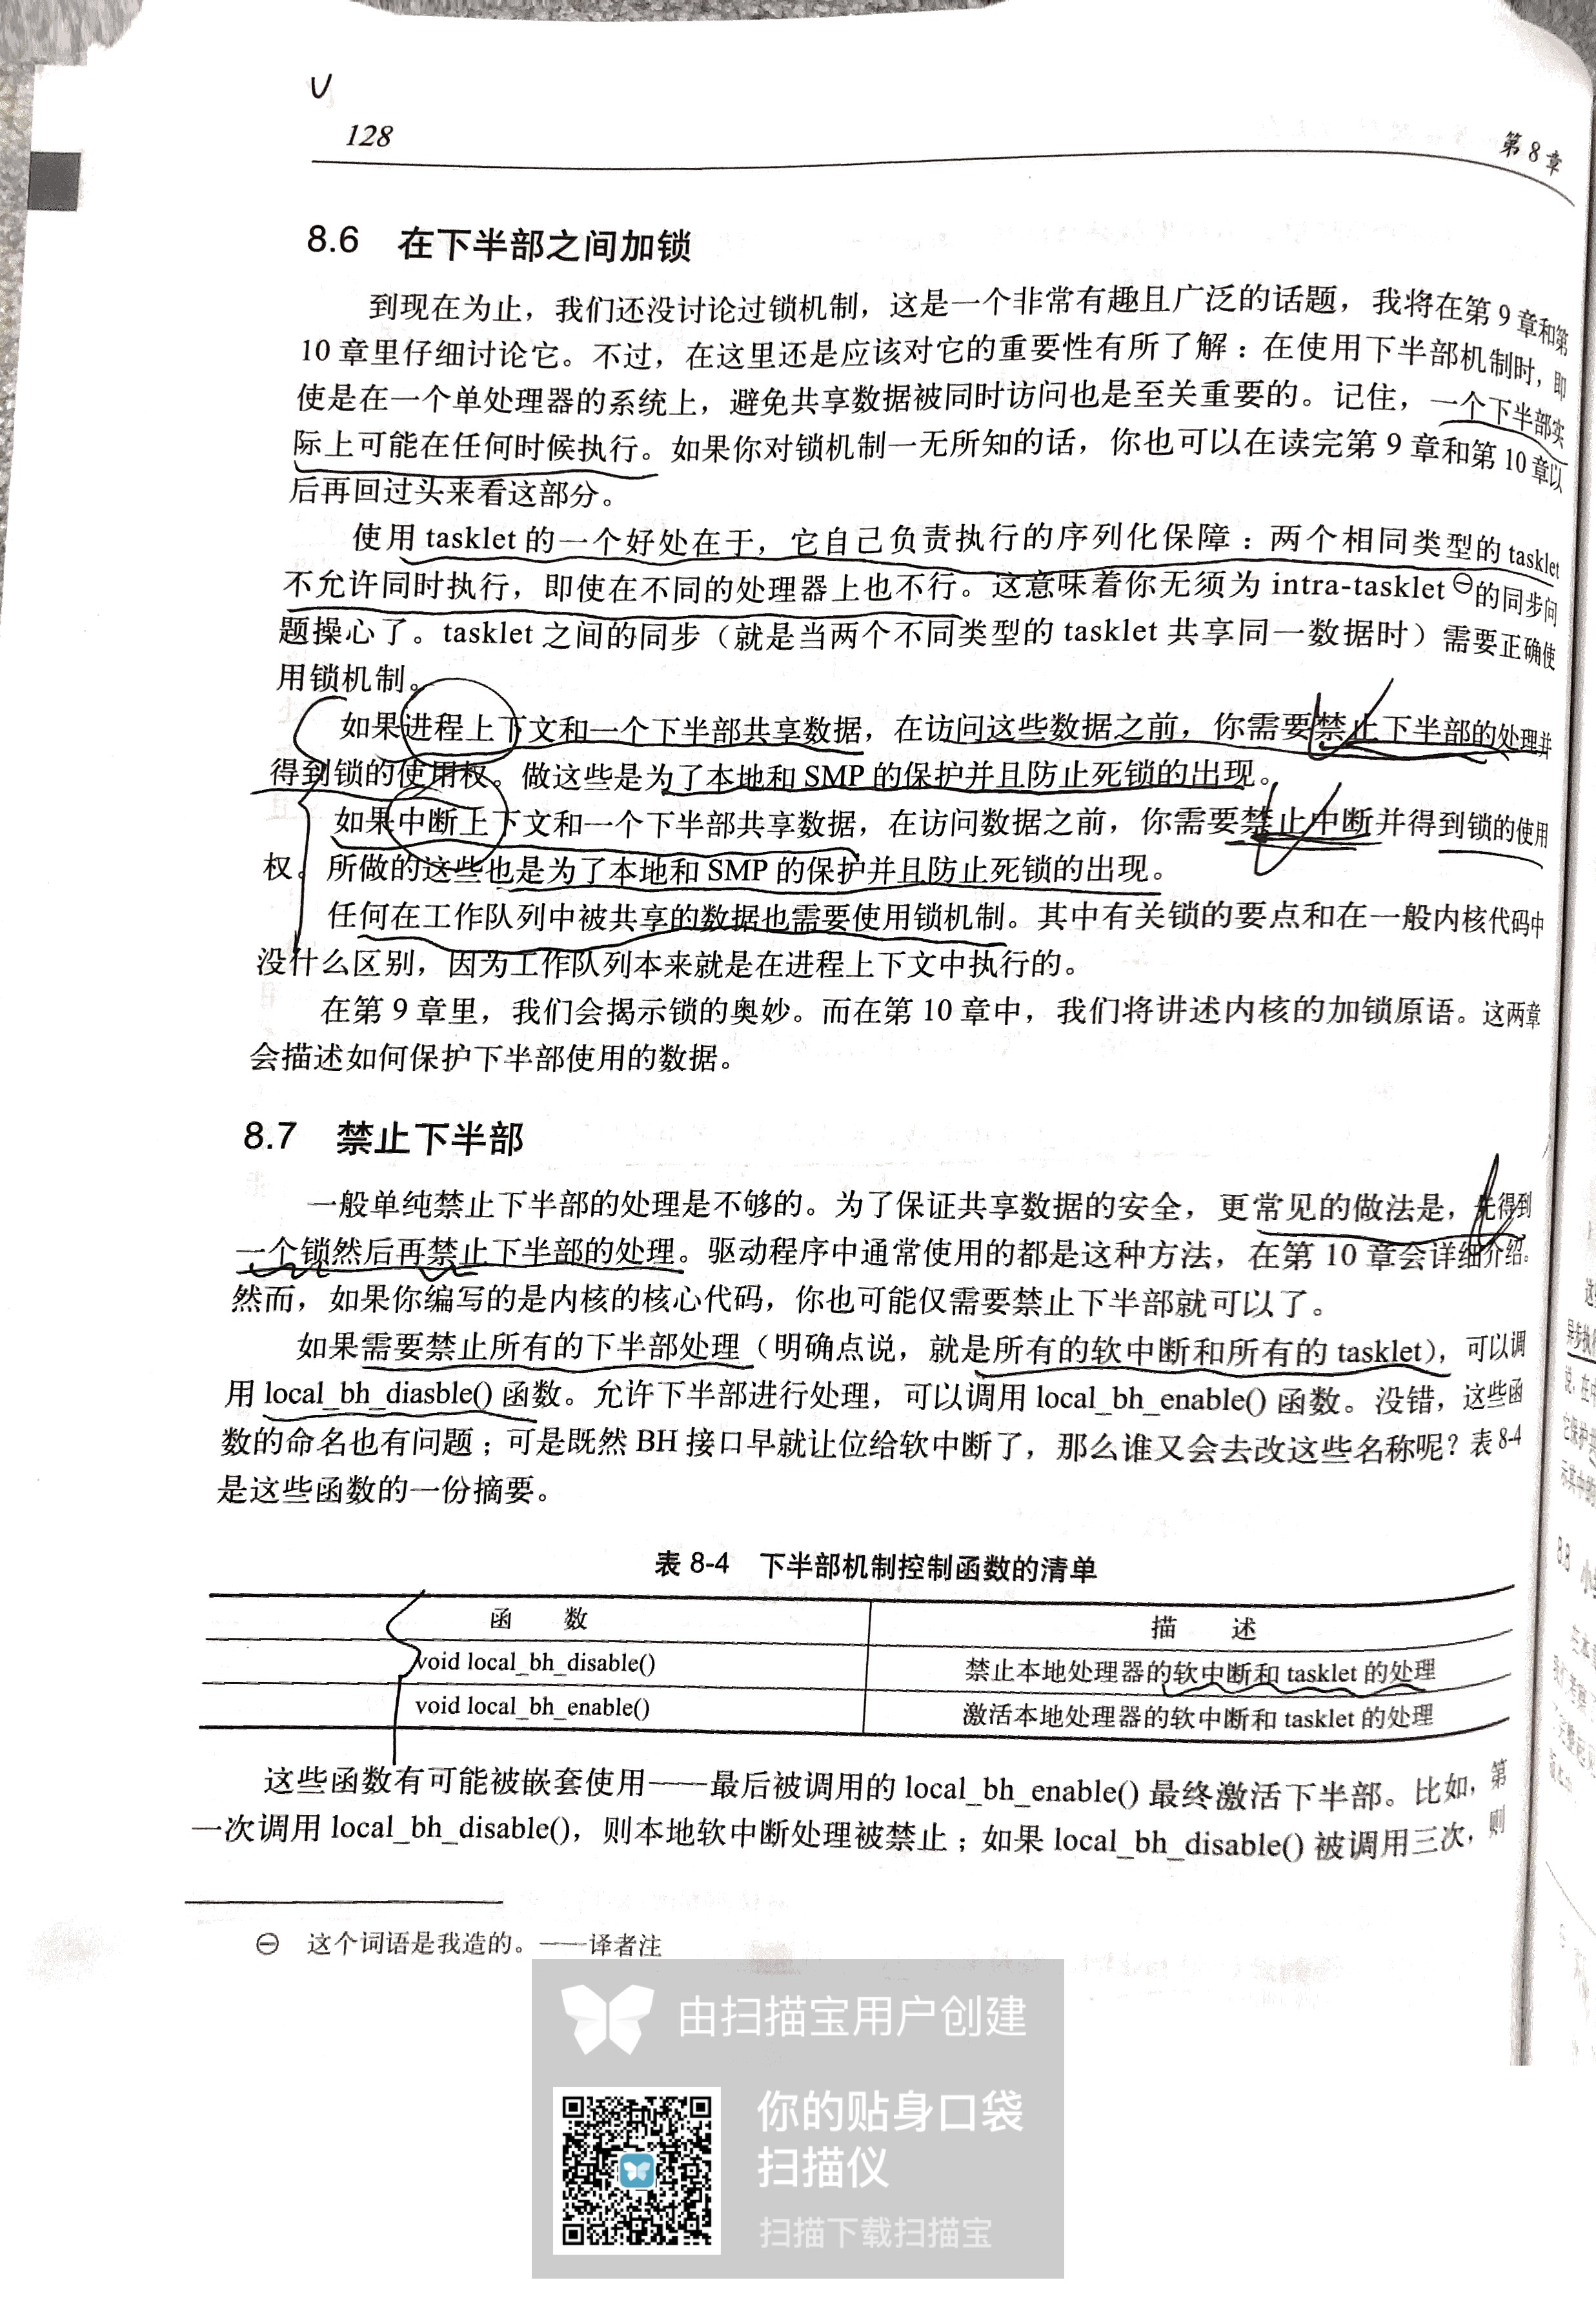 128
第8章
8.6 在下半部之间加锁
到现在为止，我们还没讨论过锁机制，这是一个非常有趣且广泛的话题，我将在第9章和第
10章里仔细讨论它。不过，在这里还是应该对它的重要性有所了解：在使用下半部机制时，即
使是在一个单处理器的系统上，避免共享数据被同时访问也是至关重要的。记住，一个下半部实
际上可能在任何时候执行。如果你对锁机制一无所知的话，你也可以在读完第9章和第10章以
后再回过头来看这部分。
使用 tasklet 的一个好处在于，它自己负责执行的序列化保障：两个相同类型的 tasklet
不允许同时执行，即使在不同的处理器上也不行。这意味着你无须为 intra-tasklet ㊀的同步问
题操心了。tasklet 之间的同步（就是当两个不同类型的 tasklet 共享同一数据时）需要正确使
用锁机制。
如果进程上下文和一个下半部共享数据，在访问这些数据之前，你需要禁止下半部的处理并
得到锁的使用权。做这些是为了本地和 SMP 的保护并且防止死锁的出现。
如果中断上下文和一个下半部共享数据，在访问数据之前，你需要禁止中断并得到锁的使用
权。所做的这些也是为了本地和 SMP 的保护并且防止死锁的出现。
任何在工作队列中被共享的数据也需要使用锁机制。其中有关锁的要点和在一般内核代码中
没什么区别，因为工作队列本来就是在进程上下文中执行的。
在第9章里，我们会揭示锁的奥妙。而在第10章中，我们将讲述内核的加锁原语。这两章
会描述如何保护下半部使用的数据。
8.7 禁止下半部
一般单纯禁止下半部的处理是不够的。为了保证共享数据的安全，更常见的做法是，先得到
一个锁然后再禁止下半部的处理。驱动程序中通常使用的都是这种方法，在第10章会详细介绍。
然而，如果你编写的是内核的核心代码，你也可能仅需要禁止下半部就可以了。
如果需要禁止所有的下半部处理（明确点说，就是所有的软中断和所有的 tasklet），可以调
用 local_bh_diasble() 函数。允许下半部进行处理，可以调用 local_bh_enable() 函数。没错，这些函
数的命名也有问题；可是既然 BH 接口早就让位给软中断了，那么谁又会去改这些名称呢？表8-4
是这些函数的一份摘要。
表 8-4 下半部机制控制函数的清单
函 数 描 述
void local_bh_disable() 禁止本地处理器的软中断和 tasklet 的处理
void local_bh_enable() 激活本地处理器的软中断和 tasklet 的处理
这些函数有可能被嵌套使用——最后被调用的 local_bh_enable() 最终激活下半部。比如，第
一次调用 local_bh_disable()，则本地软中断处理被禁止；如果 local_bh_disable() 被调用三次，则
㊀ 这个词语是我造的。——译者注
由扫描宝用户创建
你的贴身口袋
扫描仪
扫描下载扫描宝